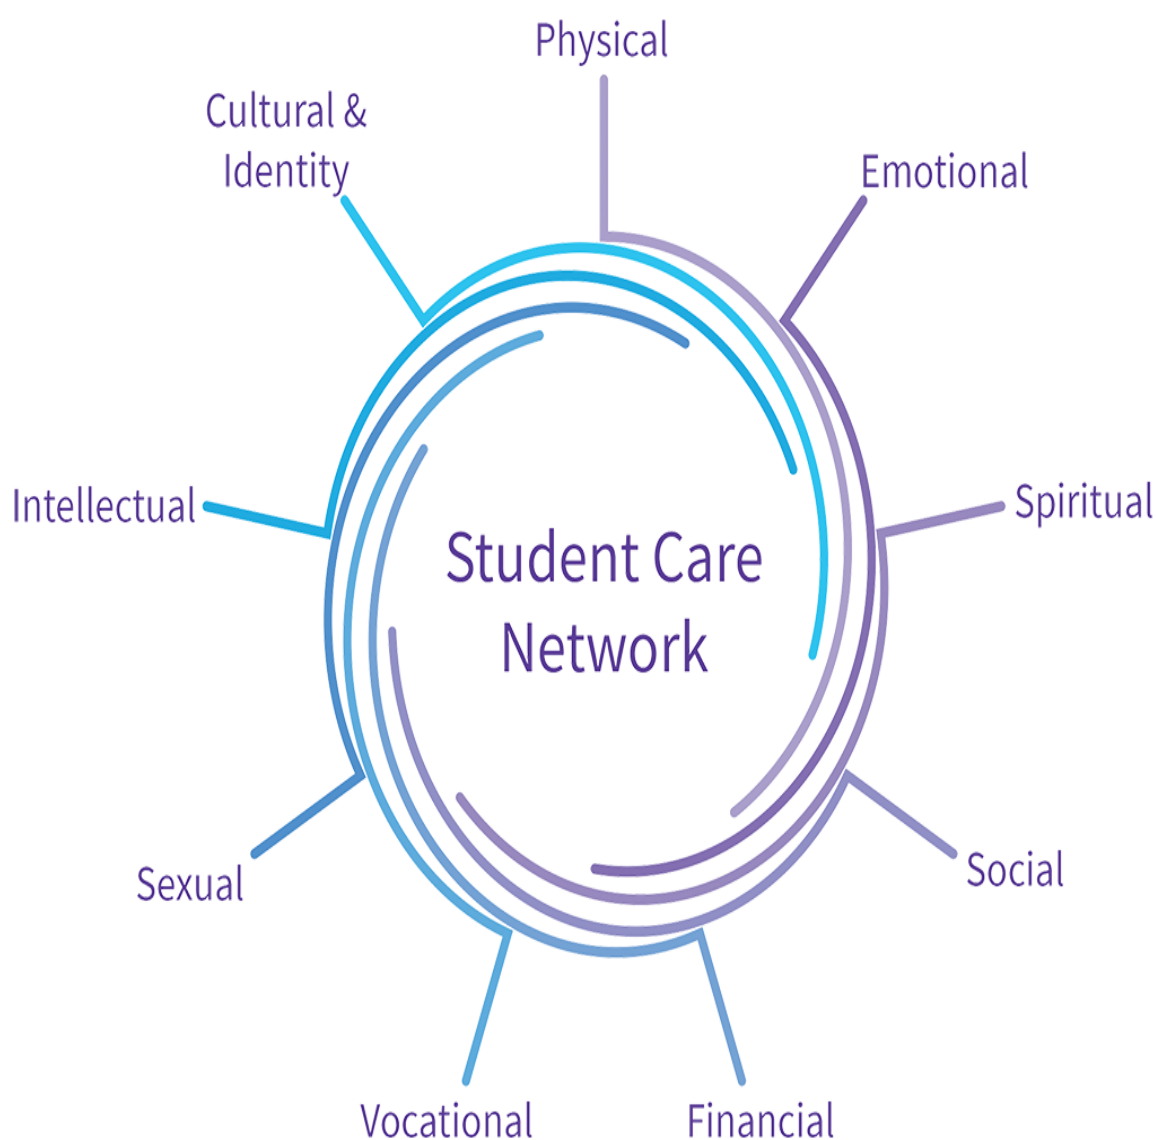 Physical
Cultural &
Identity
Emotional
Intellectual
Spiritual
Student Care
Network
Sexual
Social
Vocational
Financial